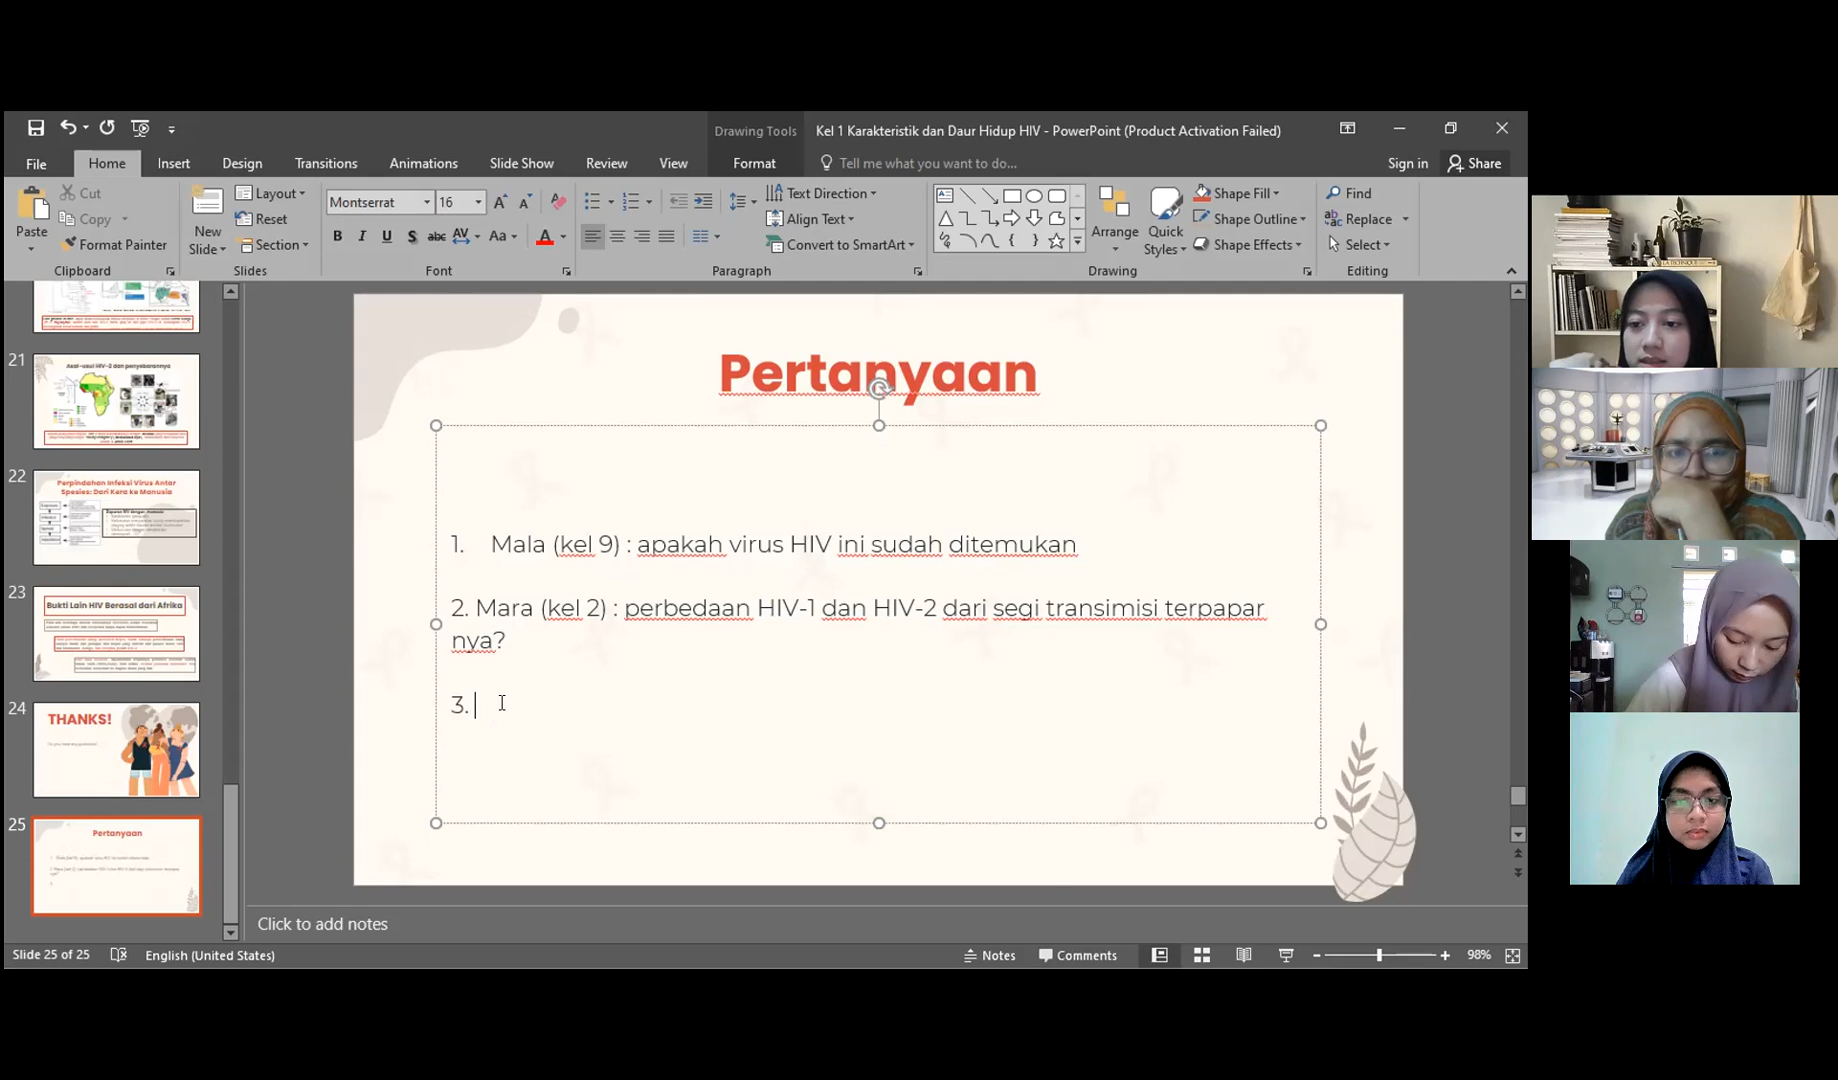 Drawing Tools
Kel 1 Karakteristik dan Daur Hidup HIV - PowerPoint (Product Activation Failed)
File Home Insert Design Transitions Animations Slide Show Review View Format Tell me what you want to do... Sign in Share
Paste
Cut
Copy
Format Painter
Clipboard
New Slide
Layout
Reset
Section
Slides
Montserrat 16
B I U S abc AV Aa A
Font
Text Direction
Align Text
Convert to SmartArt
Paragraph
Arrange
Quick Styles
Shape Fill
Shape Outline
Shape Effects
Drawing
Find
Replace
Select
Editing
21
Asal-usul HIV-2 dan penyebarannya
22
Perpindahan Infeksi Virus Antar
Spesies: Dari Kera ke Manusia
23
Bukti Lain HIV Berasal dari Afrika
24
THANKS!
25
Pertanyaan
Pertanyaan
1. Mala (kel 9) : apakah virus HIV ini sudah ditemukan
2. Mara (kel 2) : perbedaan HIV-1 dan HIV-2 dari segi transimisi terpapar
nya?
3.
Click to add notes
Slide 25 of 25 English (United States) Notes Comments 98%